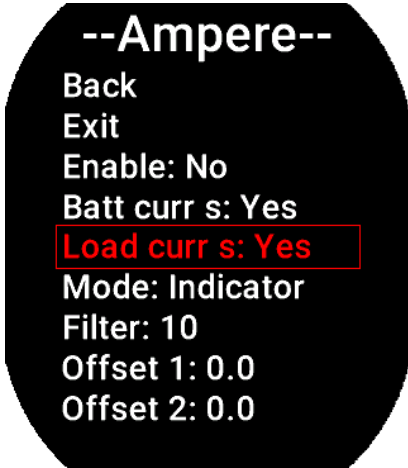 --Ampere--
Back
Exit
Enable: No
Batt curr s: Yes
Load curr s: Yes
Mode: Indicator
Filter: 10
Offset 1: 0.0
Offset 2: 0.0